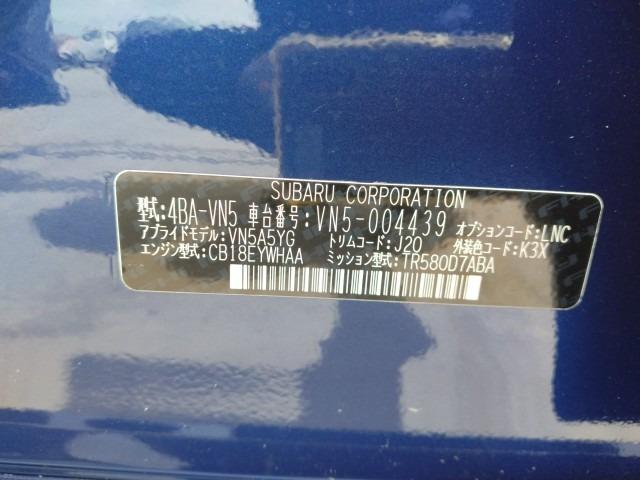 SUBARU CORPORATION
型式:4BA-VN5 車台番号:VN5-004439 オプションコード:LNC
アプライドモデル:VN5A5YG トリムコード:J20 外装色コード:K3X
エンジン型式:CB18EYWHAA ミッション型式:TR580D7ABA